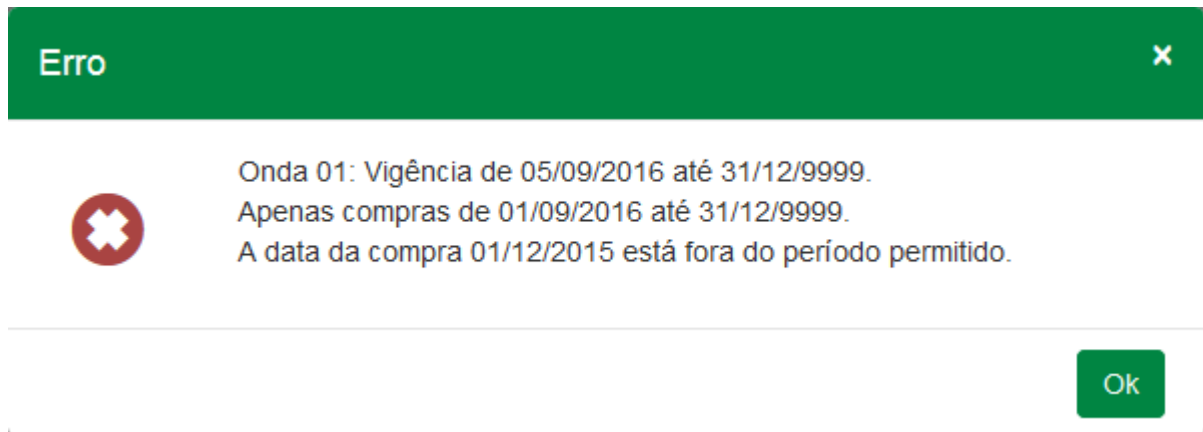 Erro
×
Onda 01: Vigência de 05/09/2016 até 31/12/9999.
Apenas compras de 01/09/2016 até 31/12/9999.
A data da compra 01/12/2015 está fora do período permitido.
Ok